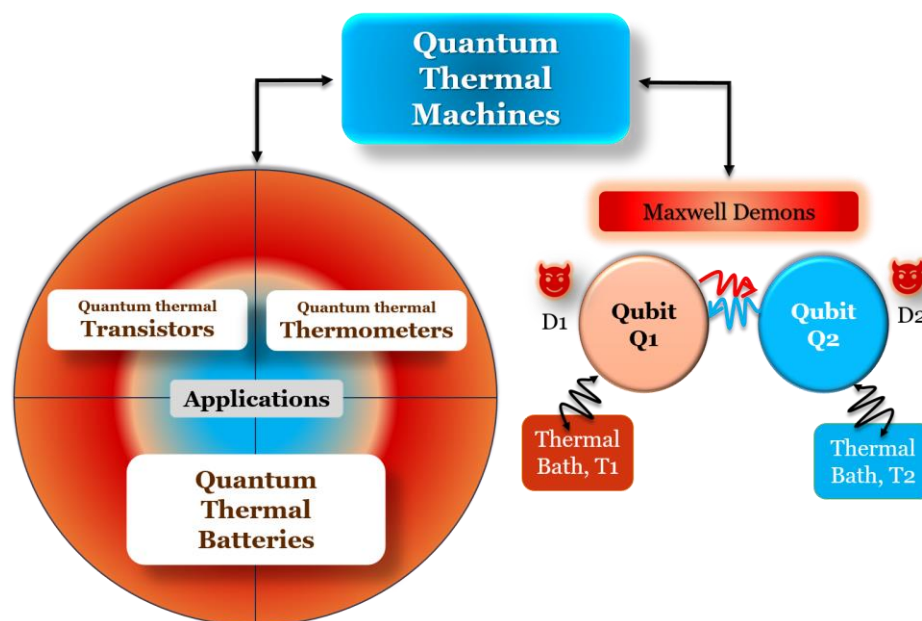 Quantum
Thermal
Machines
Maxwell Demons
Quantum thermal
Transistors
Quantum thermal
Thermometers
Applications
Quantum
Thermal
Batteries
D1
Qubit
Q1
Qubit
Q2
D2
Thermal
Bath, T1
Thermal
Bath, T2